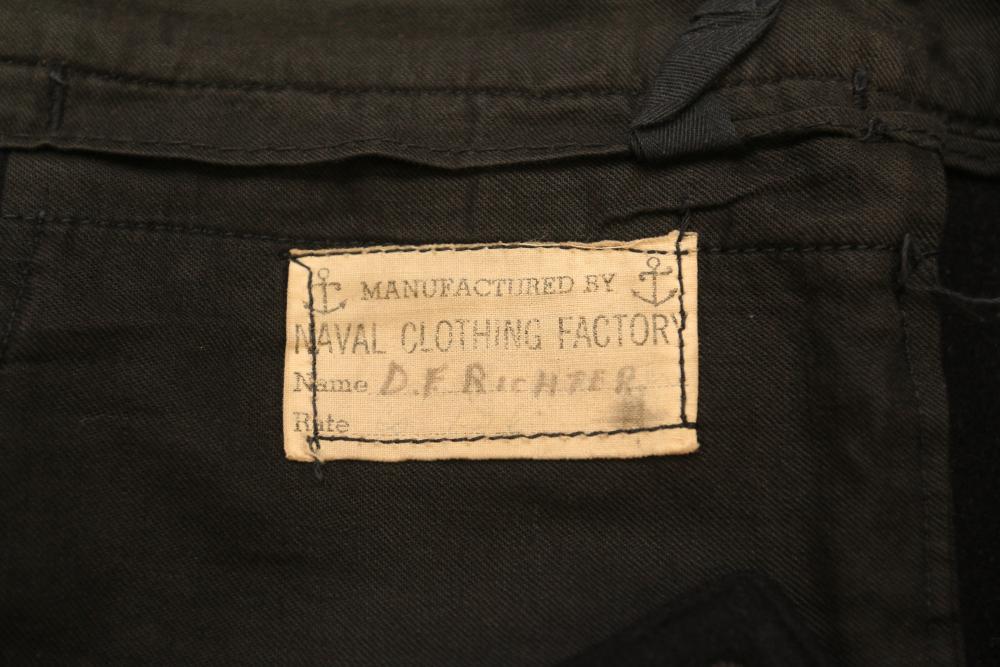 MANUFACTURED BY
NAVAL CLOTHING FACTORY
Name D.F. RICHTER
Rate